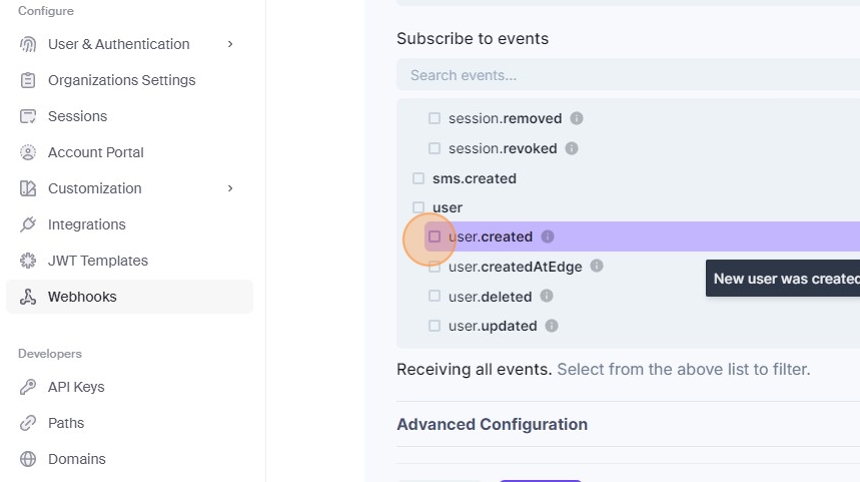 Configure
User & Authentication
Organizations Settings
Sessions
Account Portal
Customization
Integrations
JWT Templates
Webhooks
Developers
API Keys
Paths
Domains
Subscribe to events
Search events...
session.removed
session.revoked
sms.created
user
user.created
user.createdAtEdge
New user was created
user.deleted
user.updated
Receiving all events. Select from the above list to filter.
Advanced Configuration